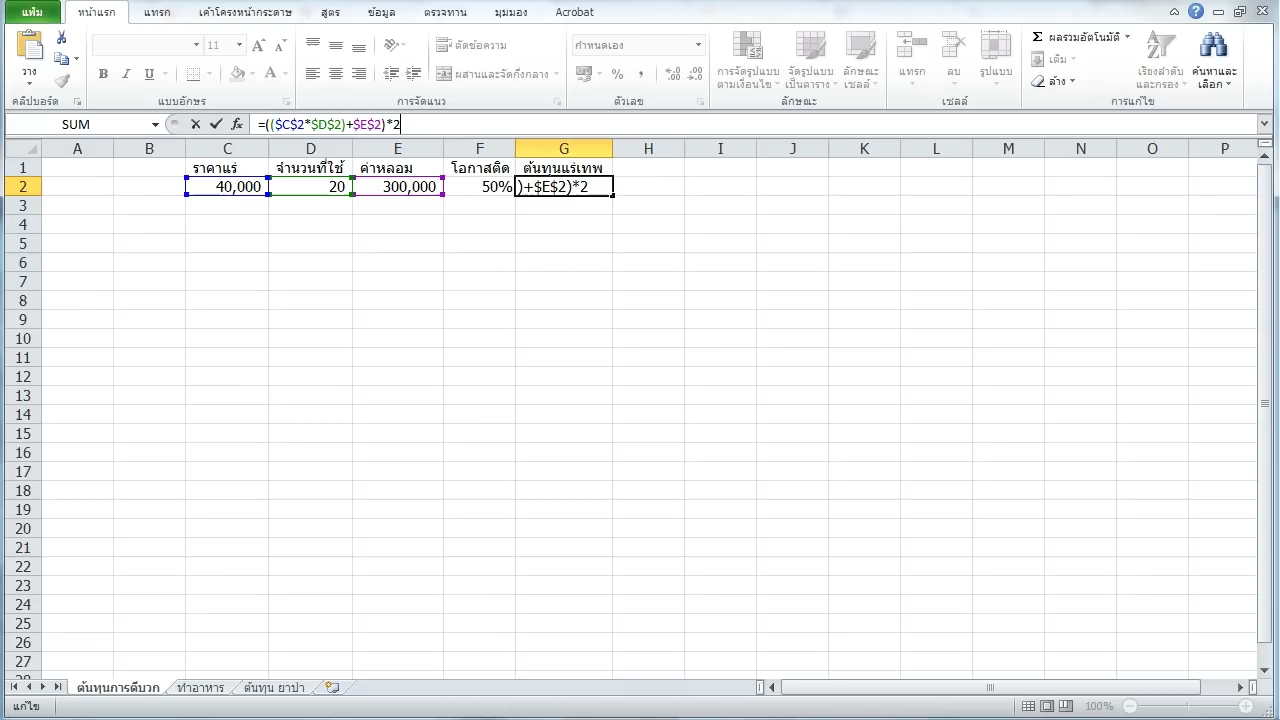 แฟ้ม หน้าแรก แทรก เค้าโครงหน้ากระดาษ สูตร ข้อมูล ตรวจทาน มุมมอง Acrobat
11 ตัดข้อความ กำหนดเอง ผลรวมอัตโนมัติ
วาง B I U ผสานและจัดกึ่งกลาง % , การจัดรูปแบบ ตามเงื่อนไข จัดรูปแบบ เป็นตาราง ลักษณะ เซลล์ แทรก ลบ รูปแบบ เติม ล้าง เรียงลำดับ และกรอง ค้นหาและ เลือก
คลิปบอร์ด แบบอักษร การจัดแนว ตัวเลข ลักษณะ เซลล์ การแก้ไข
SUM fx =(($C$2*$D$2)+$E$2)*2
A B C D E F G H I J K L M N O P
1 ราคาแร่ จำนวนที่ใช้ ค่าหลอม โอกาสติด ต้นทุนแร่เทพ
2 40,000 20 300,000 50% )+$E$2)*2
3
4
5
6
7
8
9
10
11
12
13
14
15
16
17
18
19
20
21
22
23
24
25
26
27
28
ต้นทุนการตีบวก ทำอาหาร ต้นทุน ยาปา
แก้ไข 100%